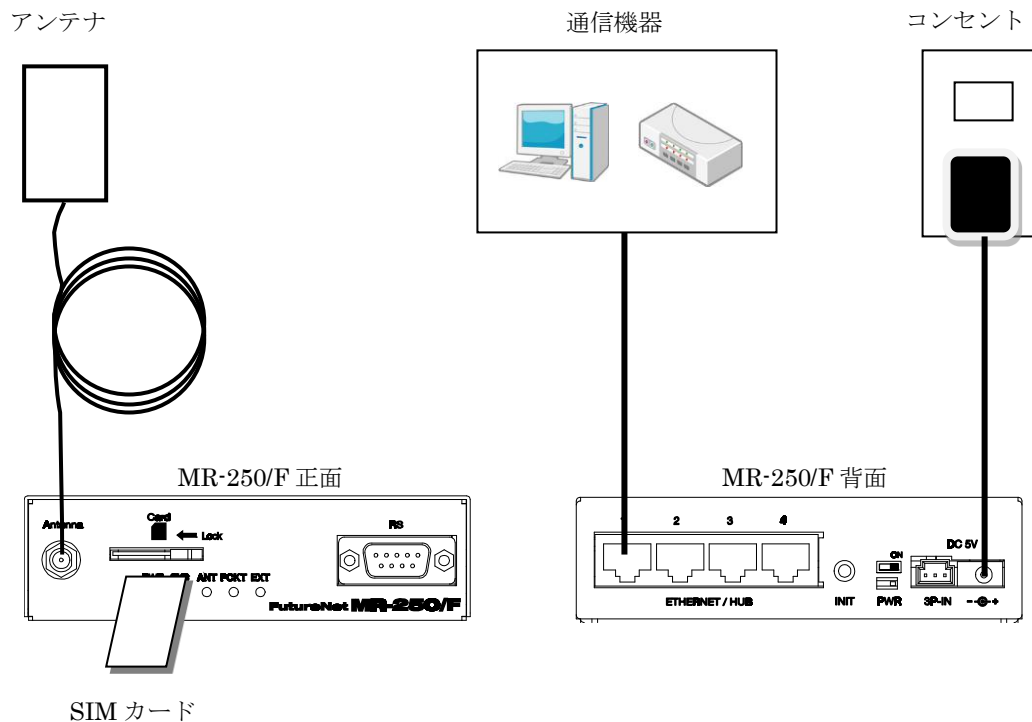 アンテナ
通信機器
コンセント
MR-250/F 正面
MR-250/F 背面
Antenna
Card
Lock
RS
ANT PCKT EXT
FutureNet MR-250/F
2 3 4
ETHERNET / HUB
INIT
ON
PWR
DC 5V
3P-IN
- +
SIM カード